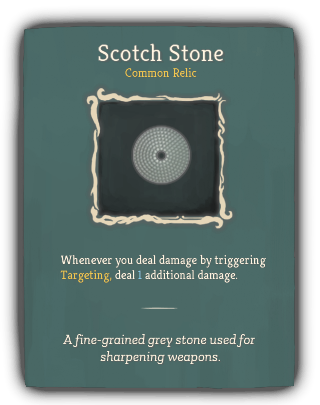 Scotch Stone
Common Relic
Whenever you deal damage by triggering
Targeting, deal 1 additional damage.
A fine-grained grey stone used for
sharpening weapons.